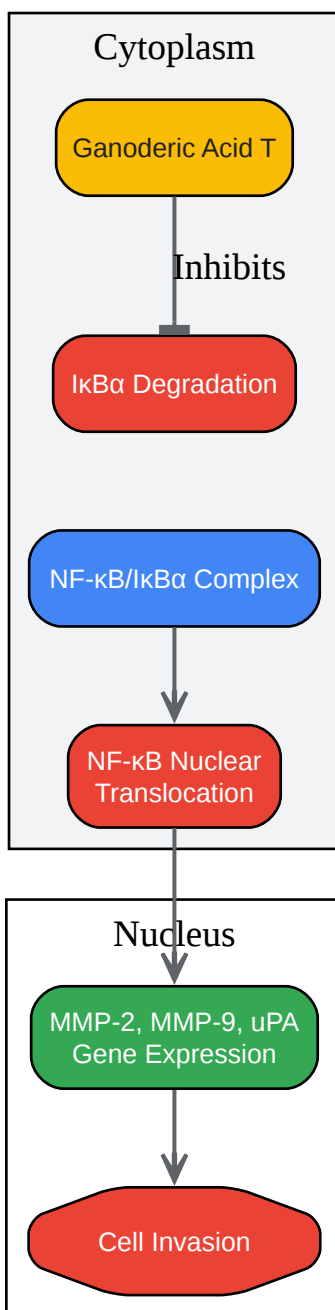 Cytoplasm
Ganoderic Acid T
Inhibits
IκBα Degradation
NF-κB/IκBα Complex
NF-κB Nuclear
Translocation
Nucleus
MMP-2, MMP-9, uPA
Gene Expression
Cell Invasion